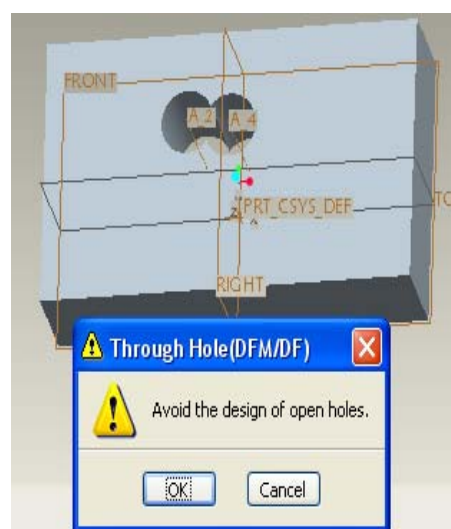 FRONT
A_2 A_4
PRT_CSYS_DEF
TO
RIGHT
Through Hole(DFM/DF)
Avoid the design of open holes.
OK Cancel